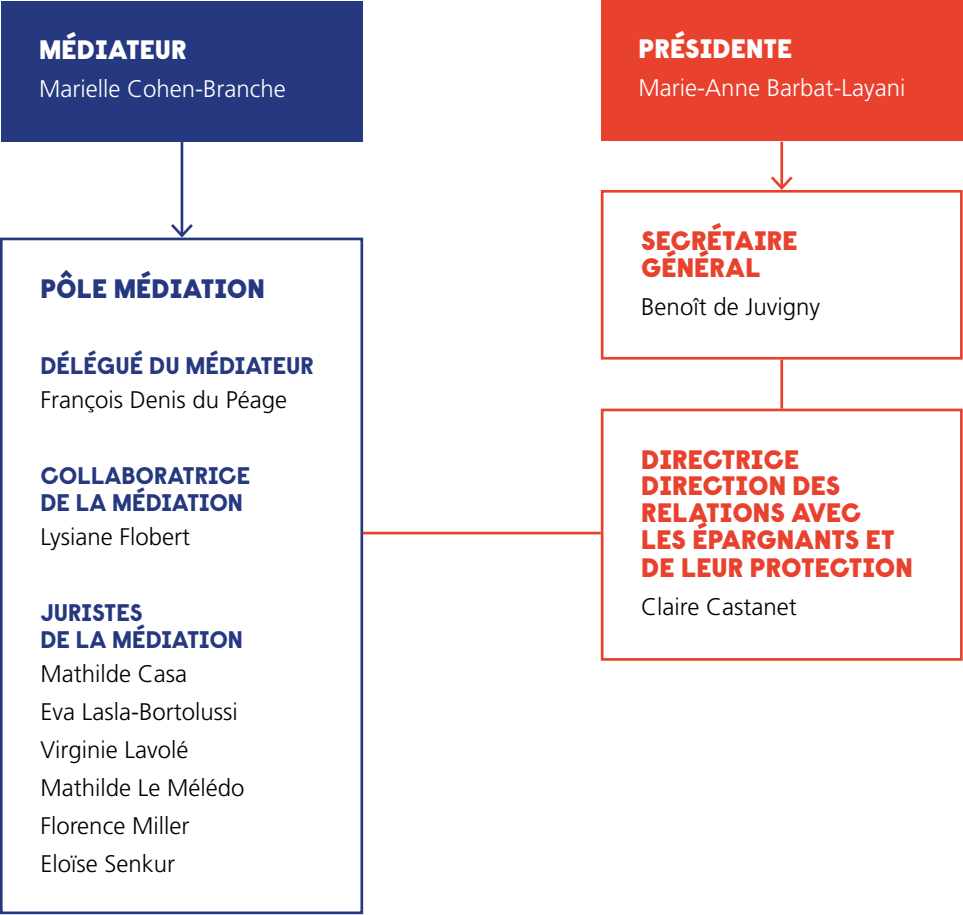 MÉDIATEUR
Marielle Cohen-Branche
PÔLE MÉDIATION
DÉLÉGUÉ DU MÉDIATEUR
François Denis du Péage
COLLABORATRICE
DE LA MÉDIATION
Lysiane Flobert
JURISTES
DE LA MÉDIATION
Mathilde Casa
Eva Lasla-Bortolussi
Virginie Lavolé
Mathilde Le Mélédo
Florence Miller
Eloïse Senkur
PRÉSIDENTE
Marie-Anne Barbat-Layani
SECRÉTAIRE
GÉNÉRAL
Benoît de Juvigny
DIRECTRICE
DIRECTION DES
RELATIONS AVEC
LES ÉPARGNANTS ET
DE LEUR PROTECTION
Claire Castanet